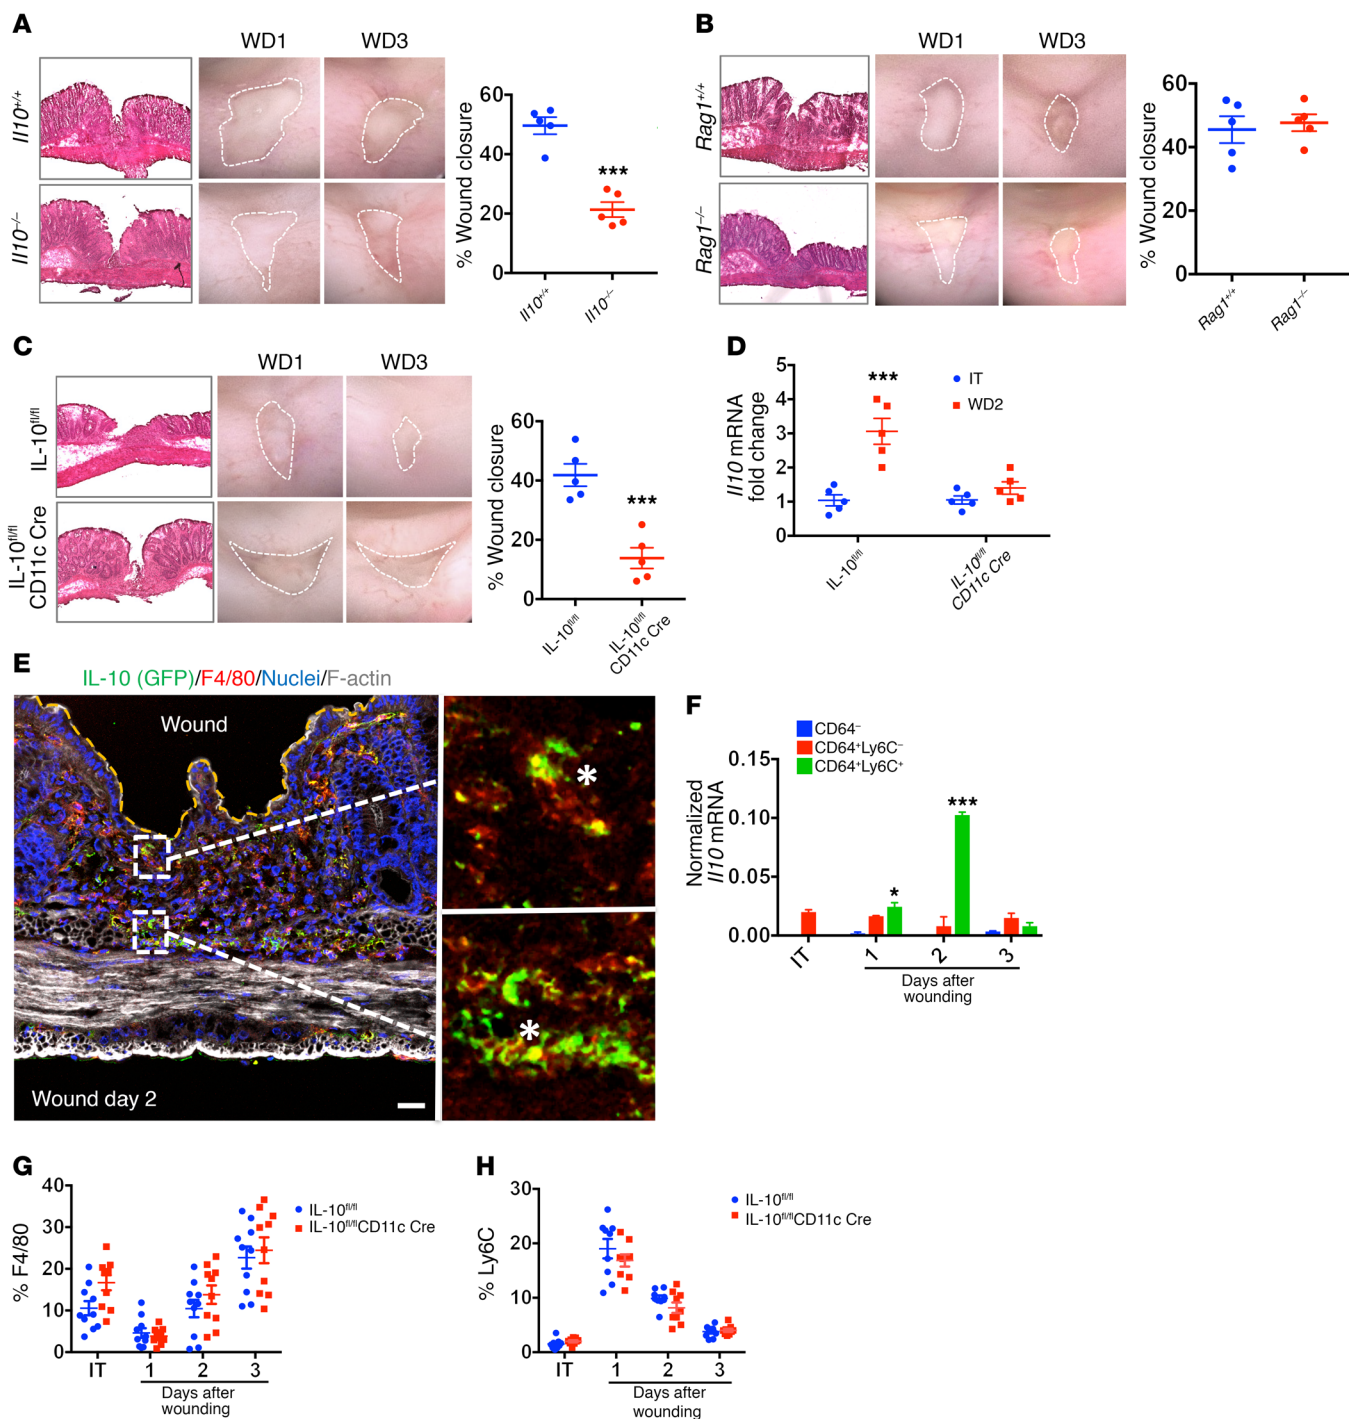 A
WD1
WD3
Il10+/+
Il10−/−
% Wound closure
60
40
20
0
Il10+/+
Il10−/−
***
B
WD1
WD3
Rag1+/+
Rag1−/−
% Wound closure
60
40
20
0
Rag1+/+
Rag1−/−
C
WD1
WD3
IL-10fl/fl
IL-10fl/fl
CD11c Cre
% Wound closure
60
40
20
0
***
IL-10fl/fl
IL-10fl/fl
CD11c Cre
D
Il10 mRNA
fold change
5
4
3
2
1
0
***
IT
WD2
IL-10fl/fl
IL-10fl/fl
CD11c Cre
E
IL-10 (GFP)/F4/80/Nuclei/F-actin
Wound
*
*
Wound day 2
F
CD64−
CD64+Ly6C−
CD64+Ly6C+
Normalized
Il10 mRNA
0.15
0.10
0.05
0.00
*
***
IT
1
2
3
Days after
wounding
G
% F4/80
40
30
20
10
0
IL-10fl/fl
IL-10fl/flCD11c Cre
IT
1
2
3
Days after
wounding
H
% Ly6C
30
20
10
0
IL-10fl/fl
IL-10fl/flCD11c Cre
IT
1
2
3
Days after
wounding